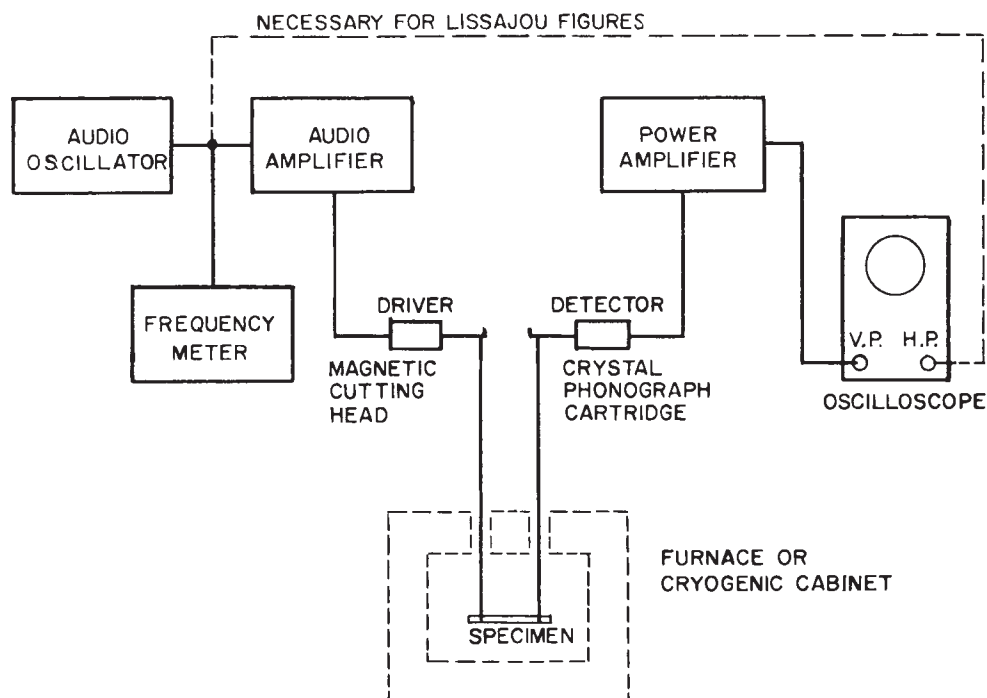 NECESSARY FOR LISSAJOU FIGURES
AUDIO
OSCILLATOR
AUDIO
AMPLIFIER
POWER
AMPLIFIER
FREQUENCY
METER
DRIVER
MAGNETIC
CUTTING
HEAD
DETECTOR
CRYSTAL
PHONOGRAPH
CARTRIDGE
V.P. H.P.
OSCILLOSCOPE
FURNACE OR
CRYOGENIC CABINET
SPECIMEN